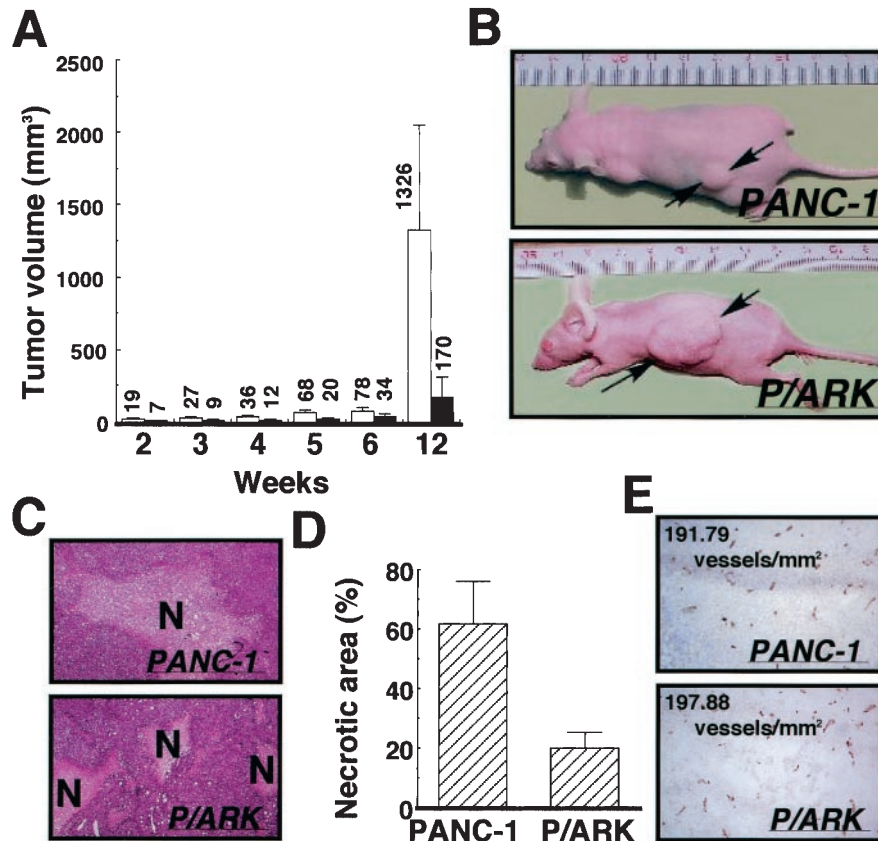 A
Tumor volume (mm³)
2500
2000
1500
1000
500
0
19
7
27
9
36
12
68
20
78
34
1326
170
2
3
4
5
6
12
Weeks
B
PANC-1
P/ARK
C
N
PANC-1
N
N
N
P/ARK
D
Necrotic area (%)
80
60
40
20
0
PANC-1 P/ARK
E
191.79
vessels/mm²
PANC-1
197.88
vessels/mm²
P/ARK